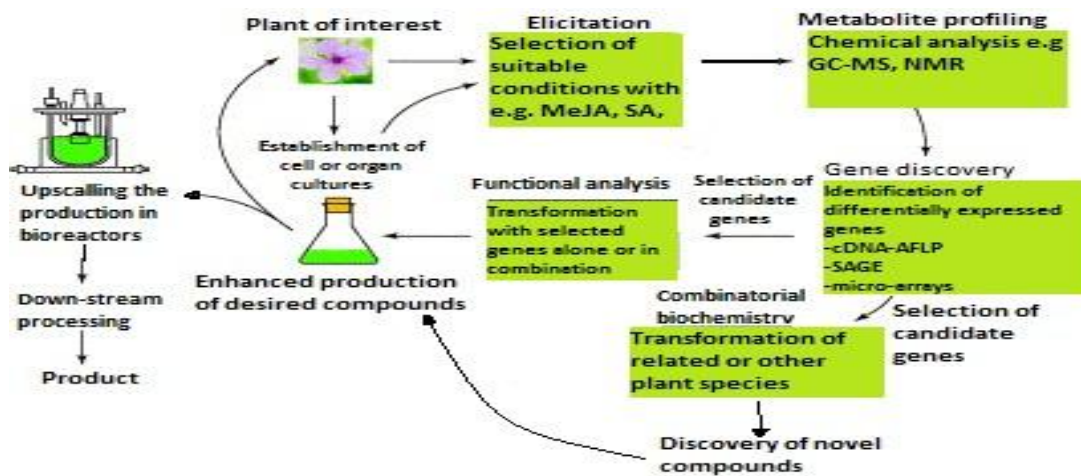 Plant of interest
Elicitation
Selection of
suitable
conditions with
e.g. MeJA, SA,
Metabolite profiling
Chemical analysis e.g
GC-MS, NMR
Establishment of
cell or organ
cultures
Upscalling the
production in
bioreactors
Down-stream
processing
Product
Functional analysis
Transformation
with selected
genes alone or in
combination
Selection of
candidate
genes
Gene discovery
Identification of
differentially expressed
genes
-cDNA-AFLP
-SAGE
-micro-arrays
Enhanced production
of desired compounds
Combinatorial
biochemistry
Transformation of
related or other
plant species
Selection of
candidate
genes
Discovery of novel
compounds